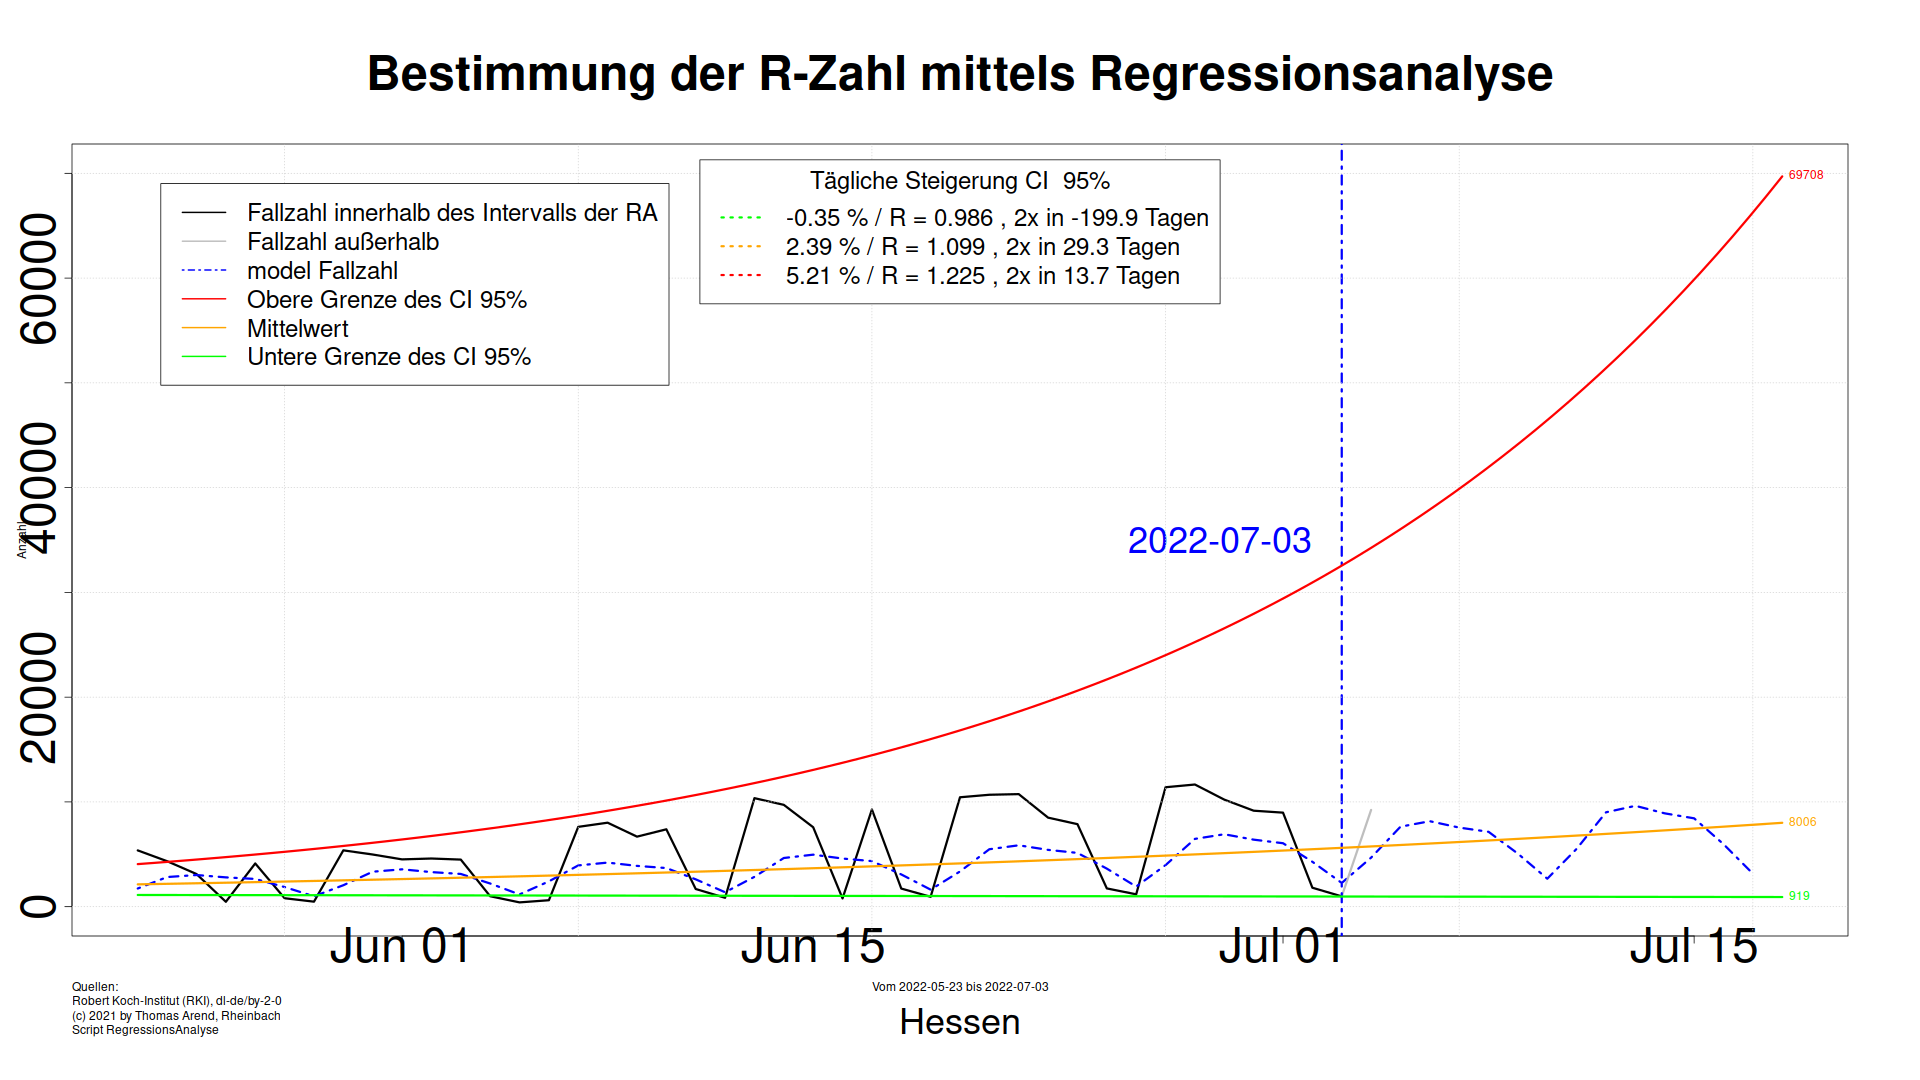 Bestimmung der R-Zahl mittels Regressionsanalyse
Fallzahl innerhalb des Intervalls der RA
Fallzahl außerhalb
model Fallzahl
Obere Grenze des CI 95%
Mittelwert
Untere Grenze des CI 95%
Tägliche Steigerung CI 95%
-0.35 % / R = 0.986 , 2x in -199.9 Tagen
2.39 % / R = 1.099 , 2x in 29.3 Tagen
5.21 % / R = 1.225 , 2x in 13.7 Tagen
69708
60000
40000
20000
0
Anzahl
2022-07-03
8006
919
Jun 01
Jun 15
Jul 01
Jul 15
Quellen:
Robert Koch-Institut (RKI), dl-de/by-2-0
(c) 2021 by Thomas Arend, Rheinbach
Script RegressionsAnalyse
Vom 2022-05-23 bis 2022-07-03
Hessen